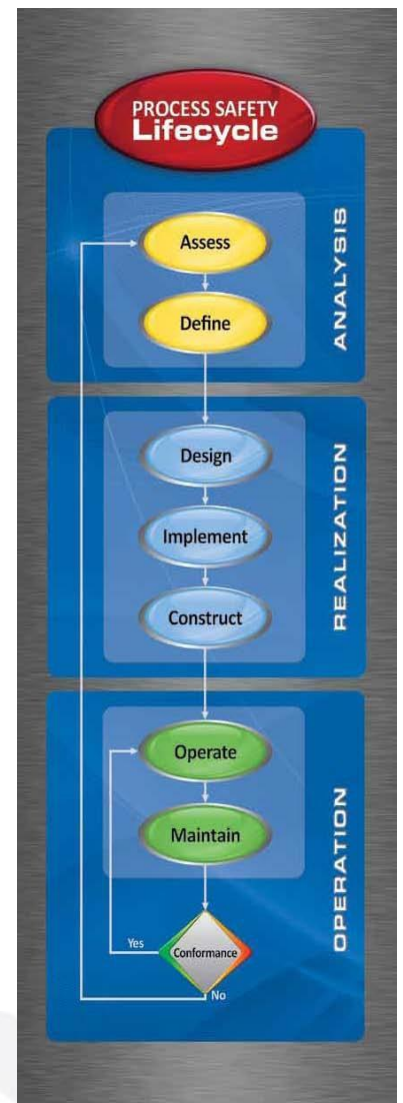 PROCESS SAFETY
Lifecycle
ANALYSIS
Assess
Define
REALIZATION
Design
Implement
Construct
OPERATION
Operate
Maintain
Conformance
Yes
No